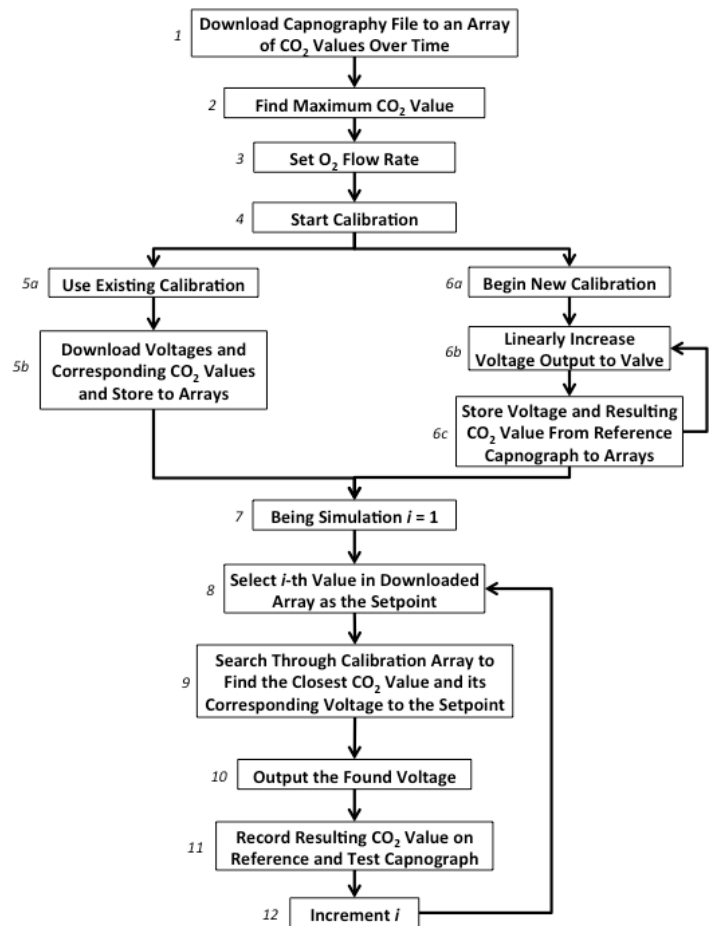 1
Download Capnography File to an Array
of CO₂ Values Over Time
2
Find Maximum CO₂ Value
3
Set O₂ Flow Rate
4
Start Calibration
5a
Use Existing Calibration
6a
Begin New Calibration
5b
Download Voltages and
Corresponding CO₂ Values
and Store to Arrays
6b
Linearly Increase
Voltage Output to Valve
6c
Store Voltage and Resulting
CO₂ Value From Reference
Capnograph to Arrays
7
Being Simulation i = 1
8
Select i-th Value in Downloaded
Array as the Setpoint
9
Search Through Calibration Array to
Find the Closest CO₂ Value and its
Corresponding Voltage to the Setpoint
10
Output the Found Voltage
11
Record Resulting CO₂ Value on
Reference and Test Capnograph
12
Increment i